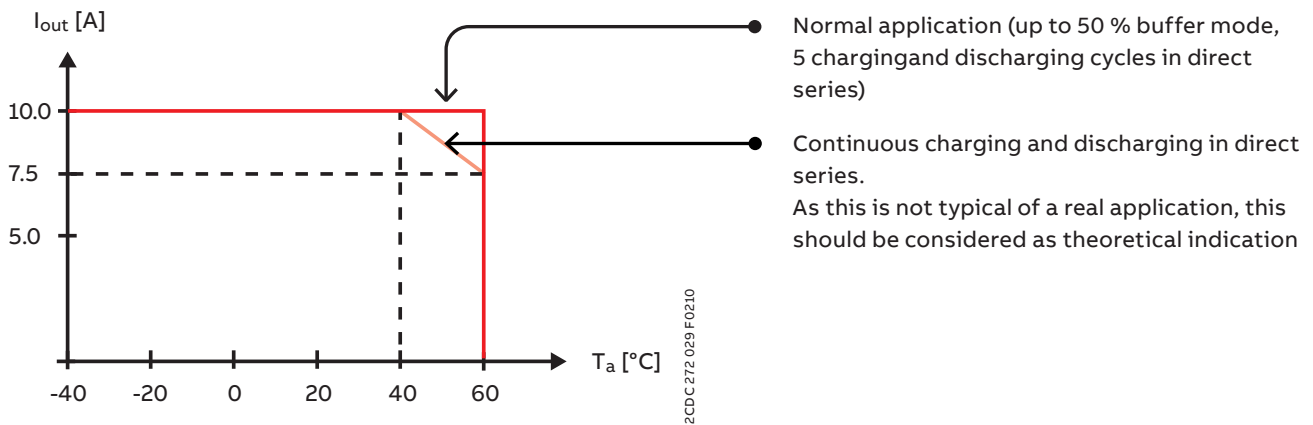 Iout [A]
10.0
7.5
5.0
-40 -20 0 20 40 60
Ta [°C]
2CDC 272 029 F0210
Normal application (up to 50 % buffer mode,
5 chargingand discharging cycles in direct
series)
Continuous charging and discharging in direct
series.
As this is not typical of a real application, this
should be considered as theoretical indication